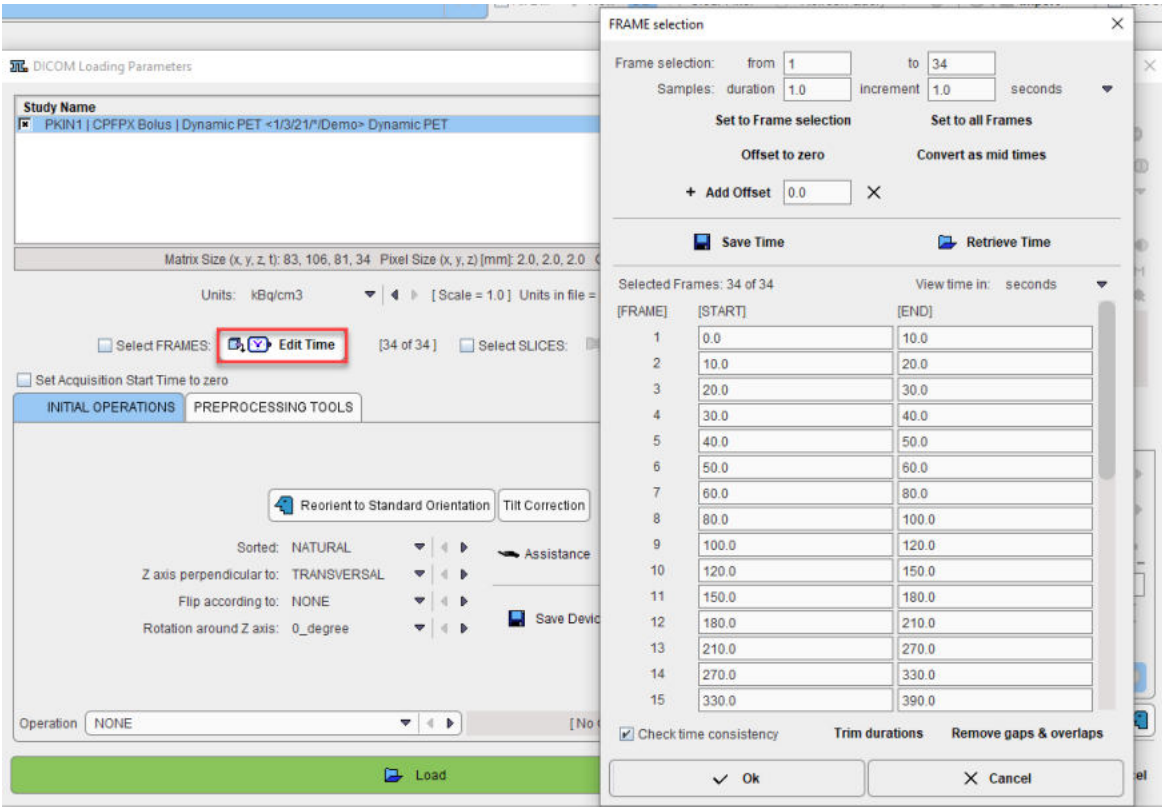 FRAME selection
DICOM Loading Parameters
Study Name
PKIN1 | CPFPX Bolus | Dynamic PET <1/3/21/*/Demo> Dynamic PET
Matrix Size (x, y, z, t): 83, 106, 81, 34 Pixel Size (x, y, z) [mm]: 2.0, 2.0, 2.0
Units: kBq/cm3 [ Scale = 1.0 ] Units in file =
Select FRAMES: Edit Time [34 of 34 ] Select SLICES:
Set Acquisition Start Time to zero
INITIAL OPERATIONS PREPROCESSING TOOLS
Reorient to Standard Orientation Tilt Correction
Sorted: NATURAL
Assistance
Z axis perpendicular to: TRANSVERSAL
Flip according to: NONE
Save Devic
Rotation around Z axis: 0_degree
Operation NONE [ No
Load
Frame selection: from 1 to 34
Samples: duration 1.0 increment 1.0 seconds
Set to Frame selection Set to all Frames
Offset to zero Convert as mid times
+ Add Offset 0.0
Save Time Retrieve Time
Selected Frames: 34 of 34 View time in: seconds
[FRAME] [START] [END]
1 0.0 10.0
2 10.0 20.0
3 20.0 30.0
4 30.0 40.0
5 40.0 50.0
6 50.0 60.0
7 60.0 80.0
8 80.0 100.0
9 100.0 120.0
10 120.0 150.0
11 150.0 180.0
12 180.0 210.0
13 210.0 270.0
14 270.0 330.0
15 330.0 390.0
Check time consistency Trim durations Remove gaps & overlaps
Ok Cancel
el